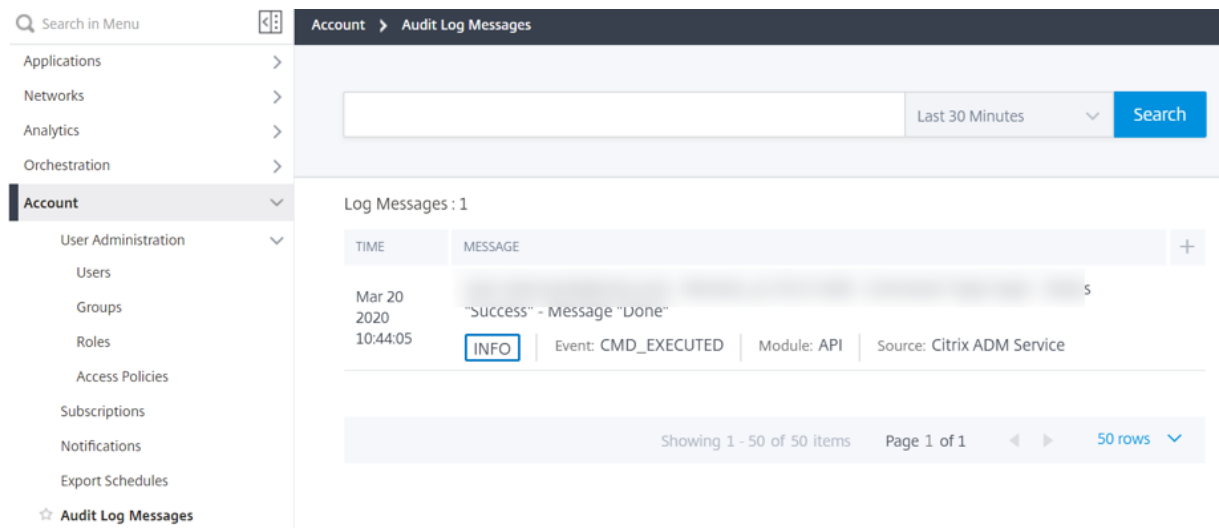 Search in Menu
Account > Audit Log Messages
Applications
Networks
Analytics
Orchestration
Account
User Administration
Users
Groups
Roles
Access Policies
Subscriptions
Notifications
Export Schedules
Audit Log Messages
Last 30 Minutes
Search
Log Messages : 1
TIME MESSAGE
Mar 20
2020
10:44:05
s
"Success" - Message "Done"
INFO Event: CMD_EXECUTED Module: API Source: Citrix ADM Service
Showing 1 - 50 of 50 items Page 1 of 1 50 rows